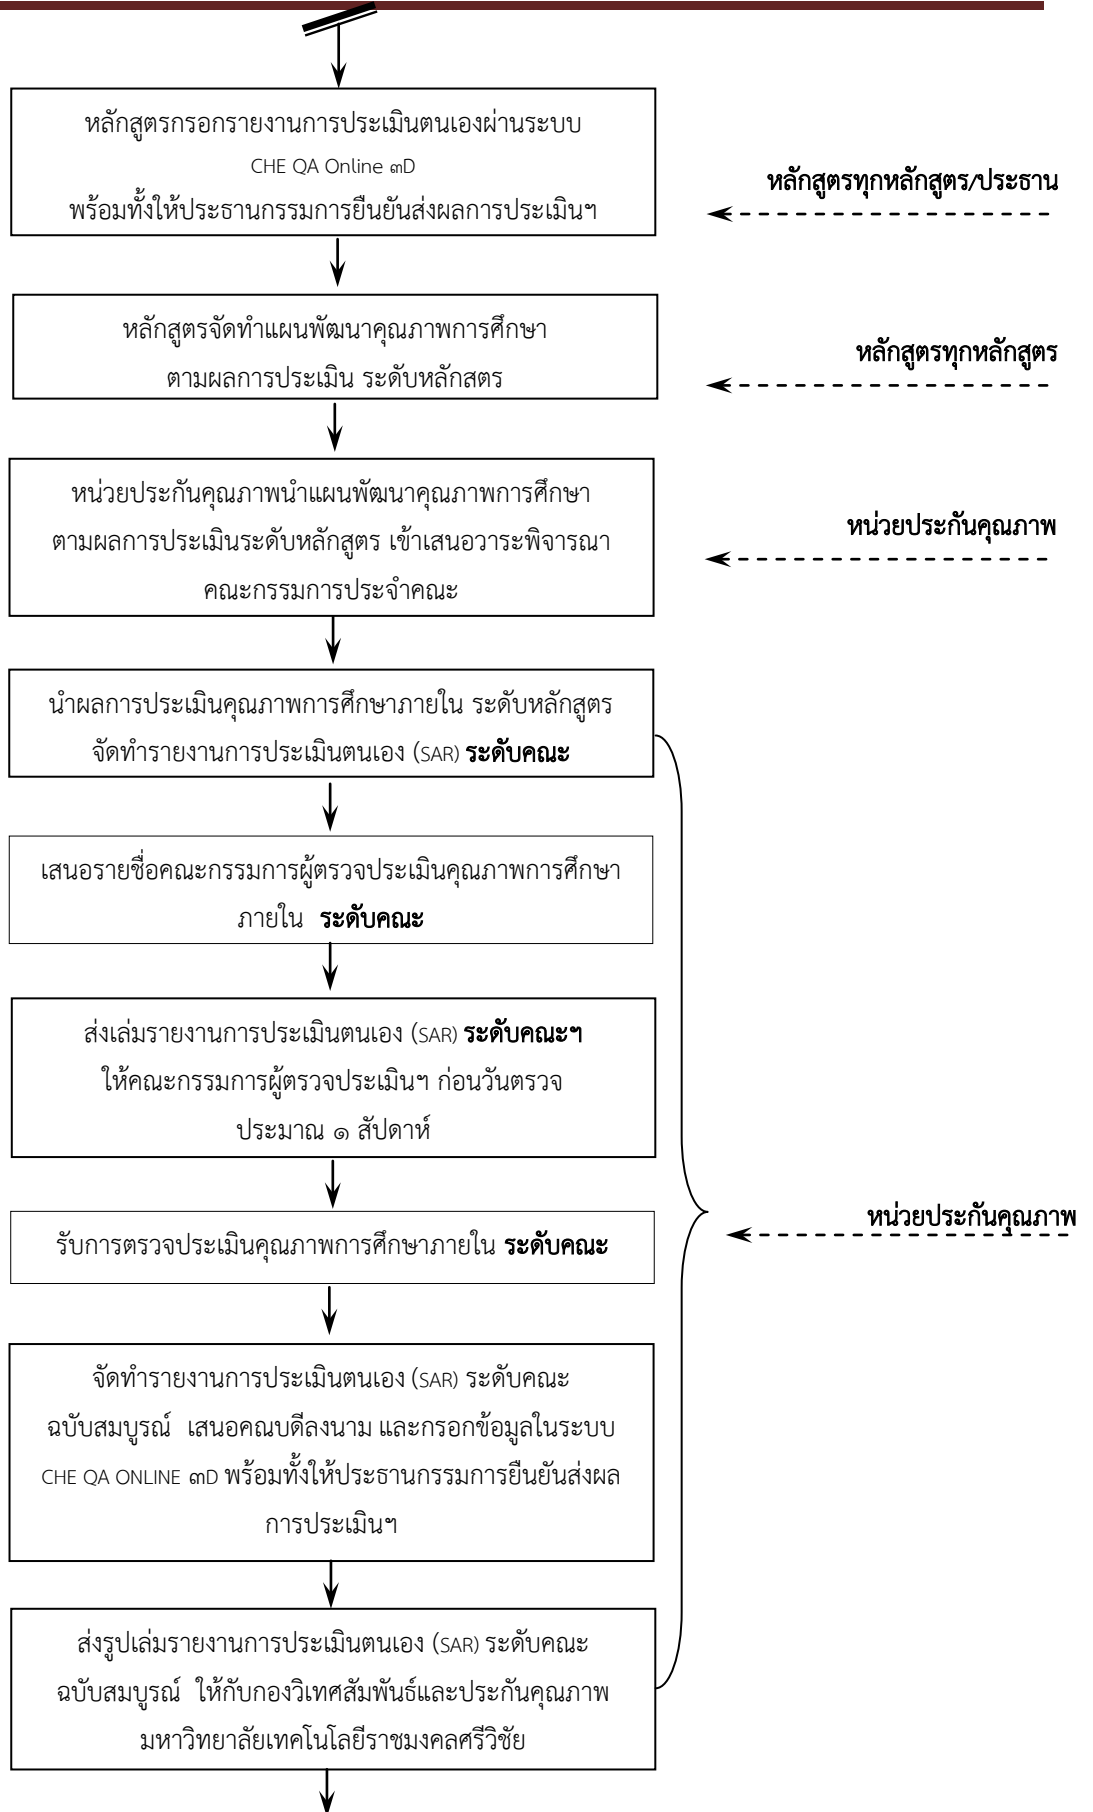 หลักสูตรกรอกรายงานการประเมินตนเองผ่านระบบ
CHE QA Online ๓D
พร้อมทั้งให้ประธานกรรมการยืนยันส่งผลการประเมินฯ
หลักสูตรทุกหลักสูตร/ประธาน
หลักสูตรจัดทำแผนพัฒนาคุณภาพการศึกษา
ตามผลการประเมิน ระดับหลักสตร
หลักสูตรทุกหลักสูตร
หน่วยประกันคุณภาพนำแผนพัฒนาคุณภาพการศึกษา
ตามผลการประเมินระดับหลักสูตร เข้าเสนอวาระพิจารณา
คณะกรรมการประจำคณะ
หน่วยประกันคุณภาพ
นำผลการประเมินคุณภาพการศึกษาภายใน ระดับหลักสูตร
จัดทำรายงานการประเมินตนเอง (SAR) ระดับคณะ
เสนอรายชื่อคณะกรรมการผู้ตรวจประเมินคุณภาพการศึกษา
ภายใน ระดับคณะ
ส่งเล่มรายงานการประเมินตนเอง (SAR) ระดับคณะฯ
ให้คณะกรรมการผู้ตรวจประเมินฯ ก่อนวันตรวจ
ประมาณ ๑ สัปดาห์
รับการตรวจประเมินคุณภาพการศึกษาภายใน ระดับคณะ
หน่วยประกันคุณภาพ
จัดทำรายงานการประเมินตนเอง (SAR) ระดับคณะ
ฉบับสมบูรณ์ เสนอคณบดีลงนาม และกรอกข้อมูลในระบบ
CHE QA ONLINE ๓D พร้อมทั้งให้ประธานกรรมการยืนยันส่งผล
การประเมินฯ
ส่งรูปเล่มรายงานการประเมินตนเอง (SAR) ระดับคณะ
ฉบับสมบูรณ์ ให้กับกองวิเทศสัมพันธ์และประกันคุณภาพ
มหาวิทยาลัยเทคโนโลยีราชมงคลศรีวิชัย